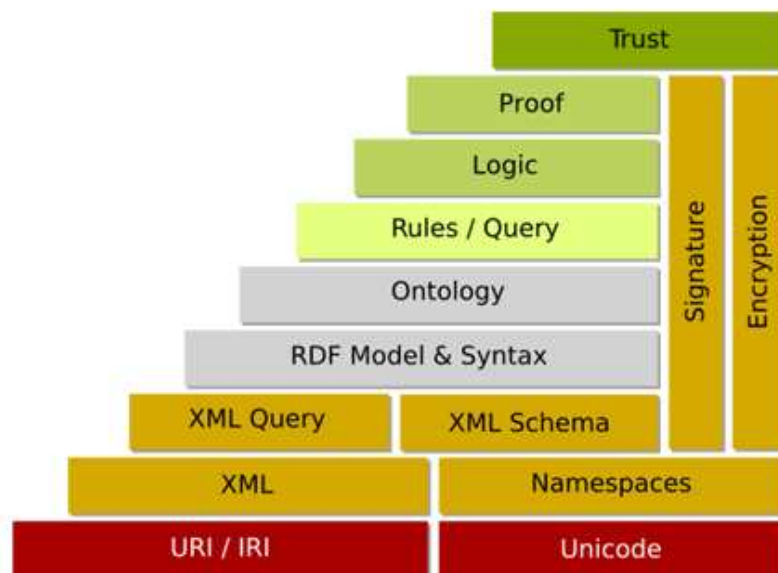 Trust
Proof
Logic
Rules / Query
Ontology
RDF Model & Syntax
XML Query
XML Schema
Signature
Encryption
XML
Namespaces
URI / IRI
Unicode